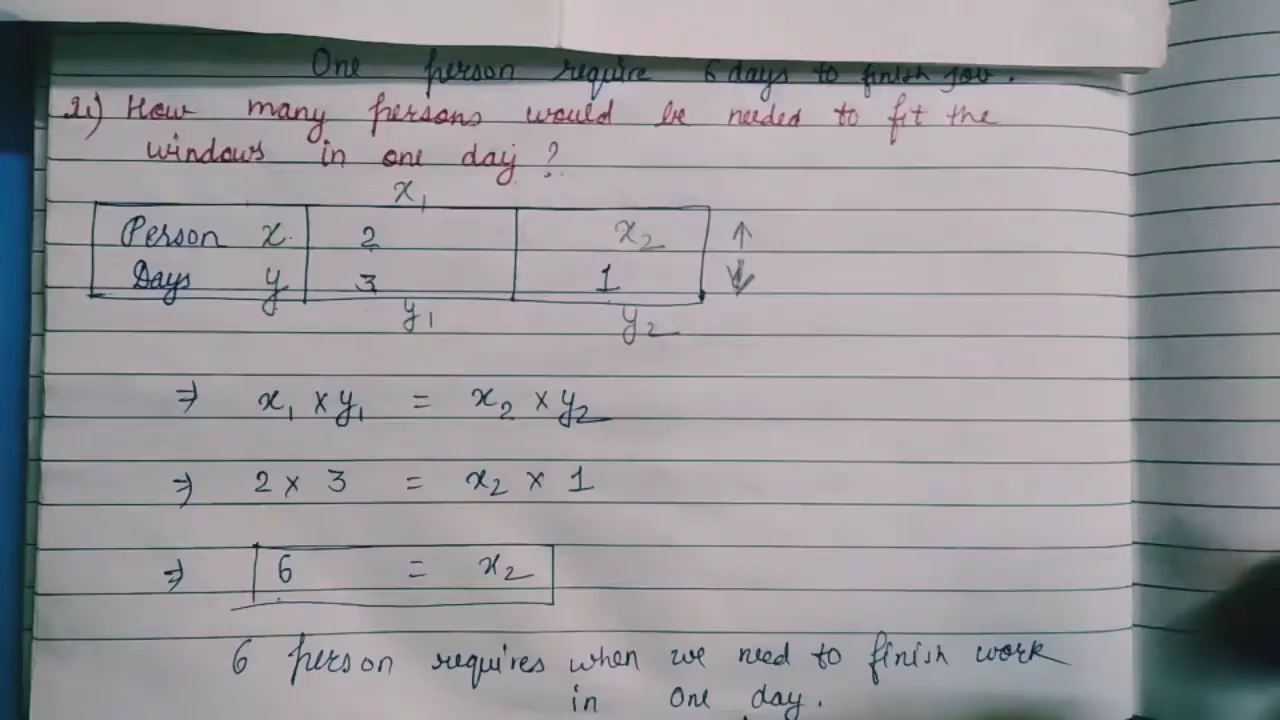 One person require 6 days to finish job.
2i) How many persons would be needed to fit the
windows in one day ?
x₁
Person x 2 x₂ ↑
Days y 3 1 ↓
y₁ y₂
⇒ x₁ × y₁ = x₂ × y₂
⇒ 2 × 3 = x₂ × 1
⇒ 6 = x₂
6 person requires when we need to finish work
in one day.